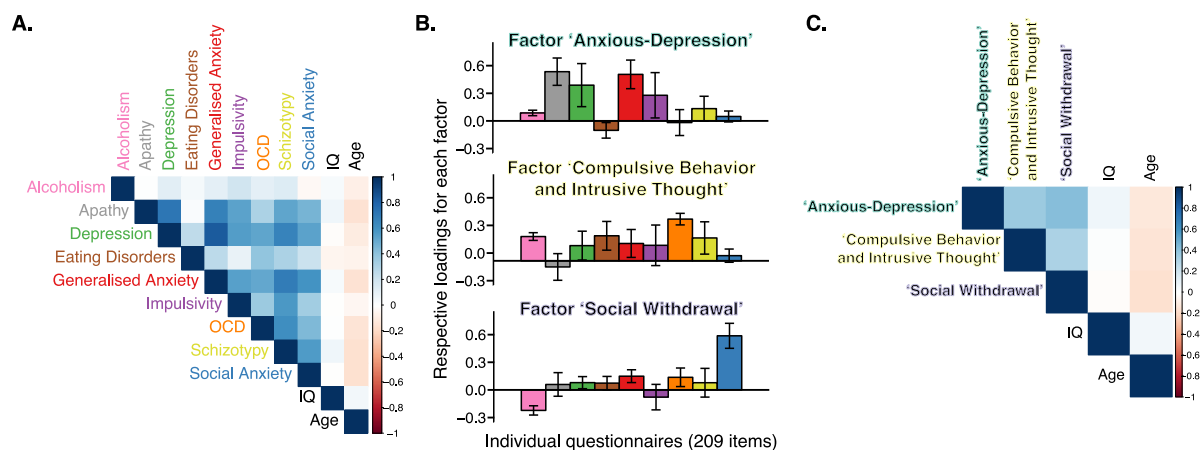 A.
Alcoholism
Apathy
Depression
Eating Disorders
Generalised Anxiety
Impulsivity
OCD
Schizotypy
Social Anxiety
IQ
Age
Alcoholism
Apathy
Depression
Eating Disorders
Generalised Anxiety
Impulsivity
OCD
Schizotypy
Social Anxiety
IQ
Age
1
0.8
0.6
0.4
0.2
0
-0.2
-0.4
-0.6
-0.8
-1
B.
Respective loadings for each factor
Factor ‘Anxious-Depression’
0.6
0.3
0.0
−0.3
Factor ‘Compulsive Behavior
and Intrusive Thought’
0.6
0.3
0.0
−0.3
Factor ‘Social Withdrawal’
0.6
0.3
0.0
−0.3
Individual questionnaires (209 items)
C.
‘Anxious-Depression’
‘Compulsive Behavior
and Intrusive Thought’
‘Social Withdrawal’
IQ
Age
‘Anxious-Depression’
‘Compulsive Behavior
and Intrusive Thought’
‘Social Withdrawal’
IQ
Age
1
0.8
0.6
0.4
0.2
0
-0.2
-0.4
-0.6
-0.8
-1